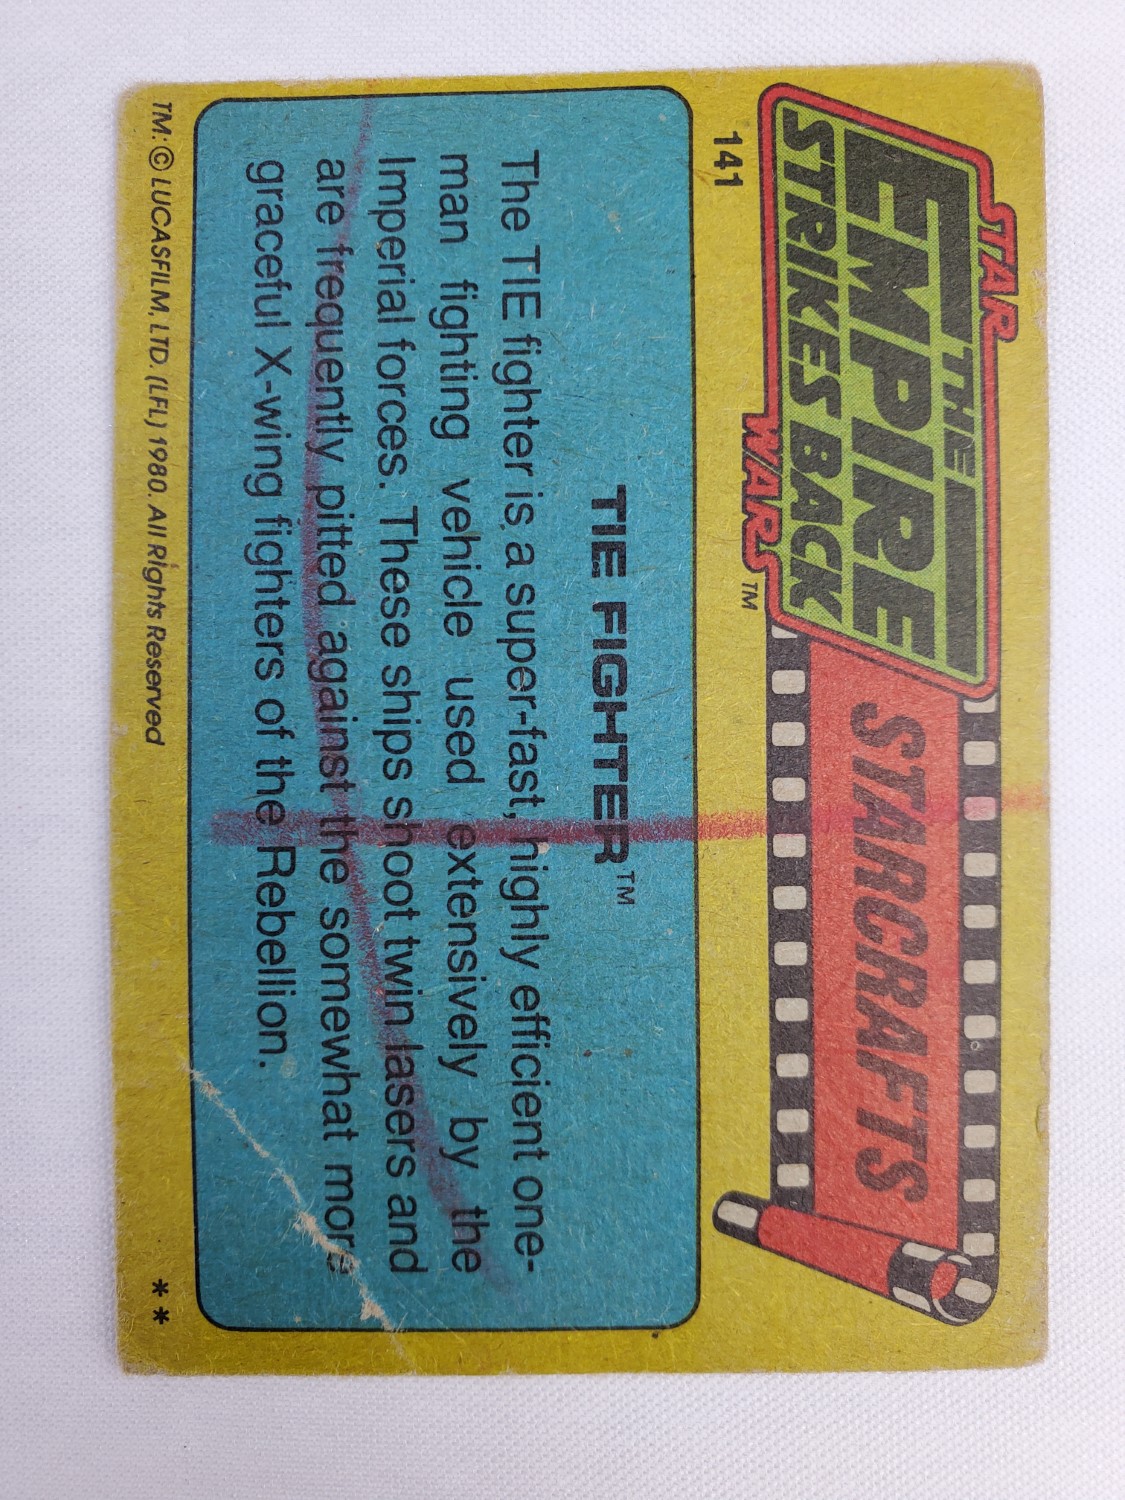 STAR
THE
EMPIRE
STRIKES BACK
WARS™
STARCRAFTS
141
TIE FIGHTER™
The TIE fighter is a super-fast, highly efficient one-
man fighting vehicle used extensively by the
Imperial forces. These ships shoot twin lasers and
are frequently pitted against the somewhat more
graceful X-wing fighters of the Rebellion.
TM: © LUCASFILM, LTD. (LFL) 1980. All Rights Reserved
**